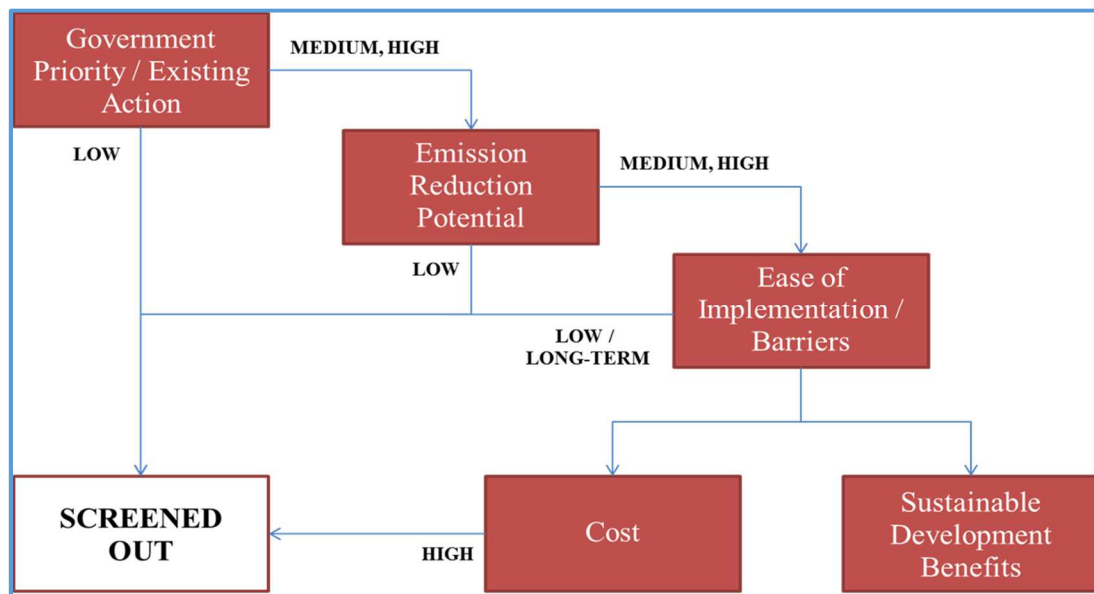 Government
Priority / Existing
Action
MEDIUM, HIGH
LOW
Emission
Reduction
Potential
MEDIUM, HIGH
LOW
Ease of
Implementation /
Barriers
LOW /
LONG-TERM
SCREENED
OUT
HIGH
Cost
Sustainable
Development
Benefits